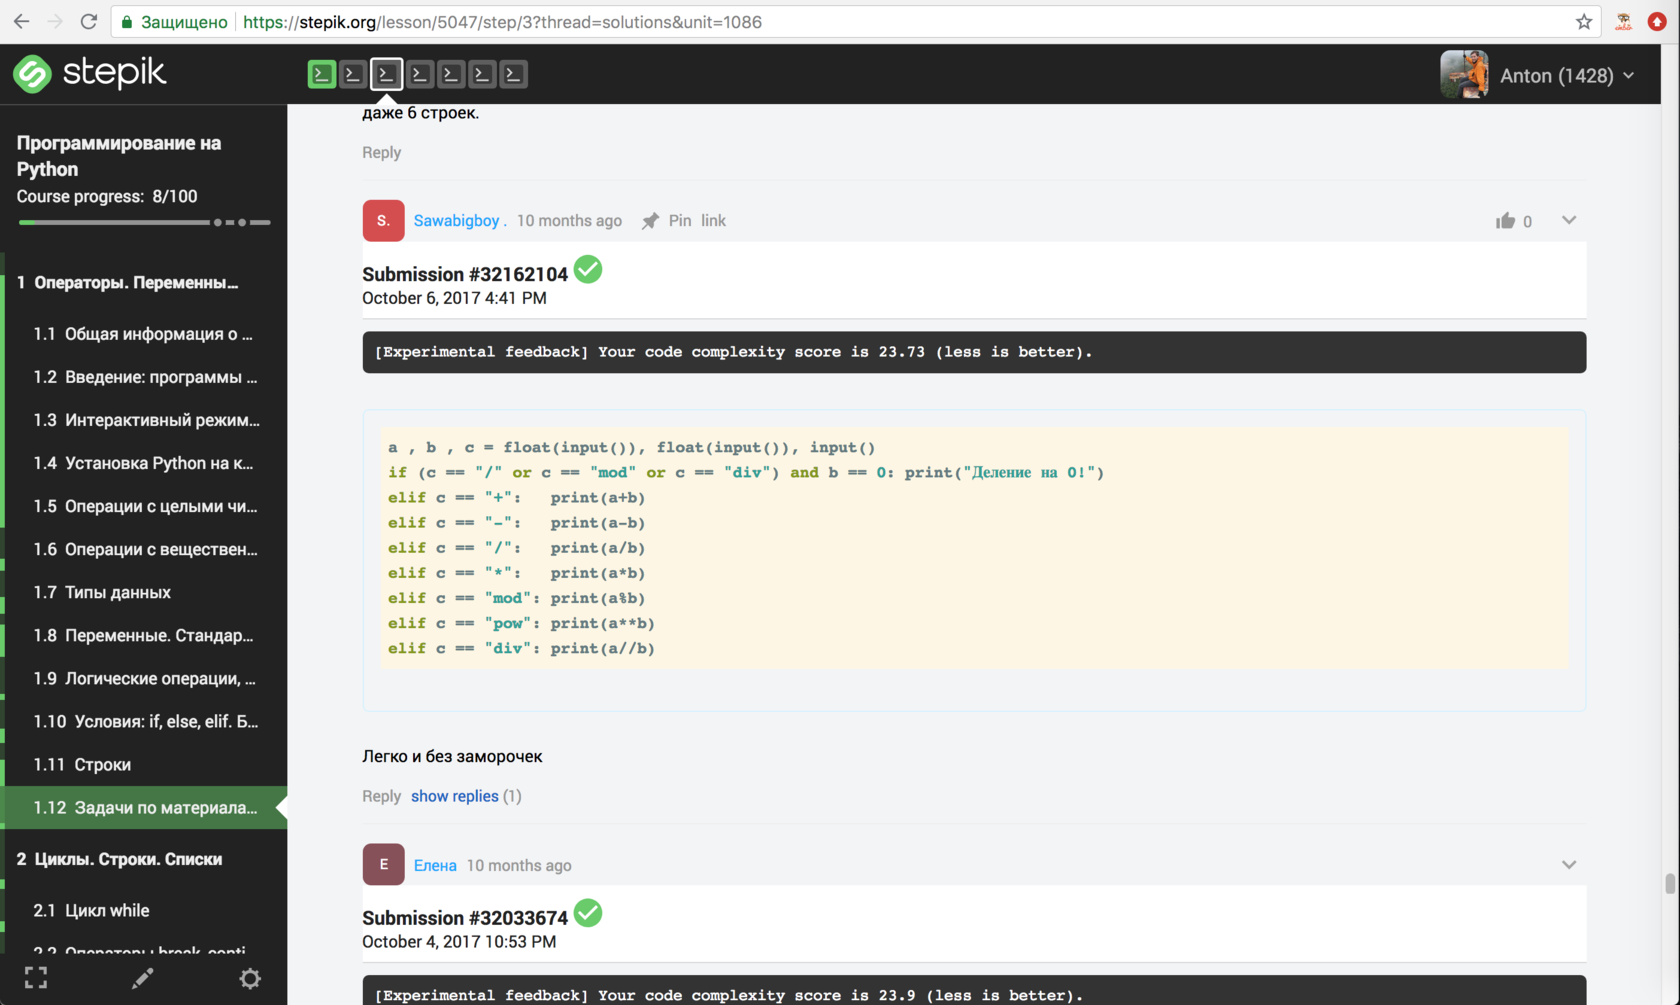 Защищено https://stepik.org/lesson/5047/step/3?thread=solutions&unit=1086
stepik
Anton (1428)
Программирование на
Python
Course progress: 8/100
1 Операторы. Переменны...
1.1 Общая информация о ...
1.2 Введение: программы ...
1.3 Интерактивный режим...
1.4 Установка Python на к...
1.5 Операции с целыми чи...
1.6 Операции с веществен...
1.7 Типы данных
1.8 Переменные. Стандар...
1.9 Логические операции, ...
1.10 Условия: if, else, elif. Б...
1.11 Строки
1.12 Задачи по материала...
2 Циклы. Строки. Списки
2.1 Цикл while
даже 6 строек.
Reply
S. Sawabigboy . 10 months ago Pin link 0
Submission #32162104
October 6, 2017 4:41 PM
[Experimental feedback] Your code complexity score is 23.73 (less is better).
a , b , c = float(input()), float(input()), input()
if (c == "/" or c == "mod" or c == "div") and b == 0: print("Деление на 0!")
elif c == "+":   print(a+b)
elif c == "-":   print(a-b)
elif c == "/":   print(a/b)
elif c == "*":   print(a*b)
elif c == "mod": print(a%b)
elif c == "pow": print(a**b)
elif c == "div": print(a//b)
Легко и без заморочек
Reply show replies (1)
E Елена 10 months ago
Submission #32033674
October 4, 2017 10:53 PM
[Experimental feedback] Your code complexity score is 23.9 (less is better).